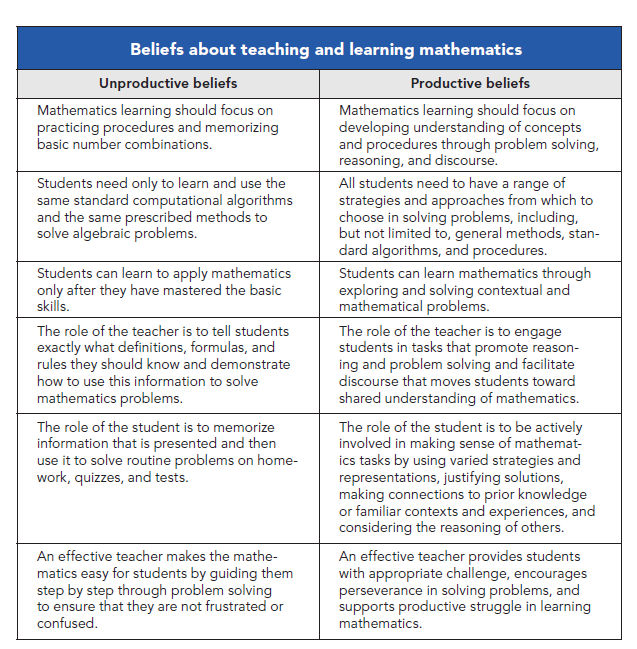 Beliefs about teaching and learning mathematics
Unproductive beliefs
Productive beliefs
Mathematics learning should focus on
practicing procedures and memorizing
basic number combinations.
Mathematics learning should focus on
developing understanding of concepts
and procedures through problem solving,
reasoning, and discourse.
Students need only to learn and use the
same standard computational algorithms
and the same prescribed methods to
solve algebraic problems.
All students need to have a range of
strategies and approaches from which to
choose in solving problems, including,
but not limited to, general methods, stan-
dard algorithms, and procedures.
Students can learn to apply mathematics
only after they have mastered the basic
skills.
Students can learn mathematics through
exploring and solving contextual and
mathematical problems.
The role of the teacher is to tell students
exactly what definitions, formulas, and
rules they should know and demonstrate
how to use this information to solve
mathematics problems.
The role of the teacher is to engage
students in tasks that promote reason-
ing and problem solving and facilitate
discourse that moves students toward
shared understanding of mathematics.
The role of the student is to memorize
information that is presented and then
use it to solve routine problems on home-
work, quizzes, and tests.
The role of the student is to be actively
involved in making sense of mathemat-
ics tasks by using varied strategies and
representations, justifying solutions,
making connections to prior knowledge
or familiar contexts and experiences, and
considering the reasoning of others.
An effective teacher makes the mathe-
matics easy for students by guiding them
step by step through problem solving
to ensure that they are not frustrated or
confused.
An effective teacher provides students
with appropriate challenge, encourages
perseverance in solving problems, and
supports productive struggle in learning
mathematics.